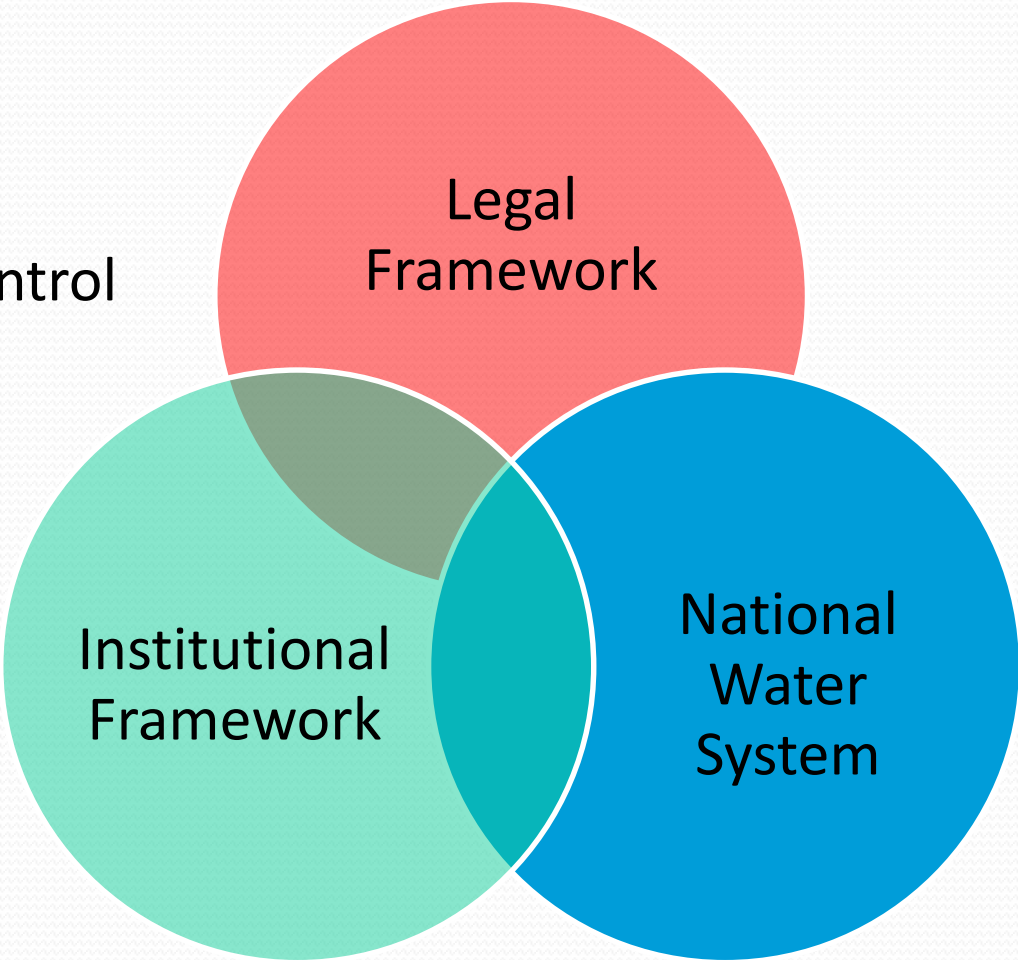 Legal
Framework
ntrol
Institutional
Framework
National
Water
System